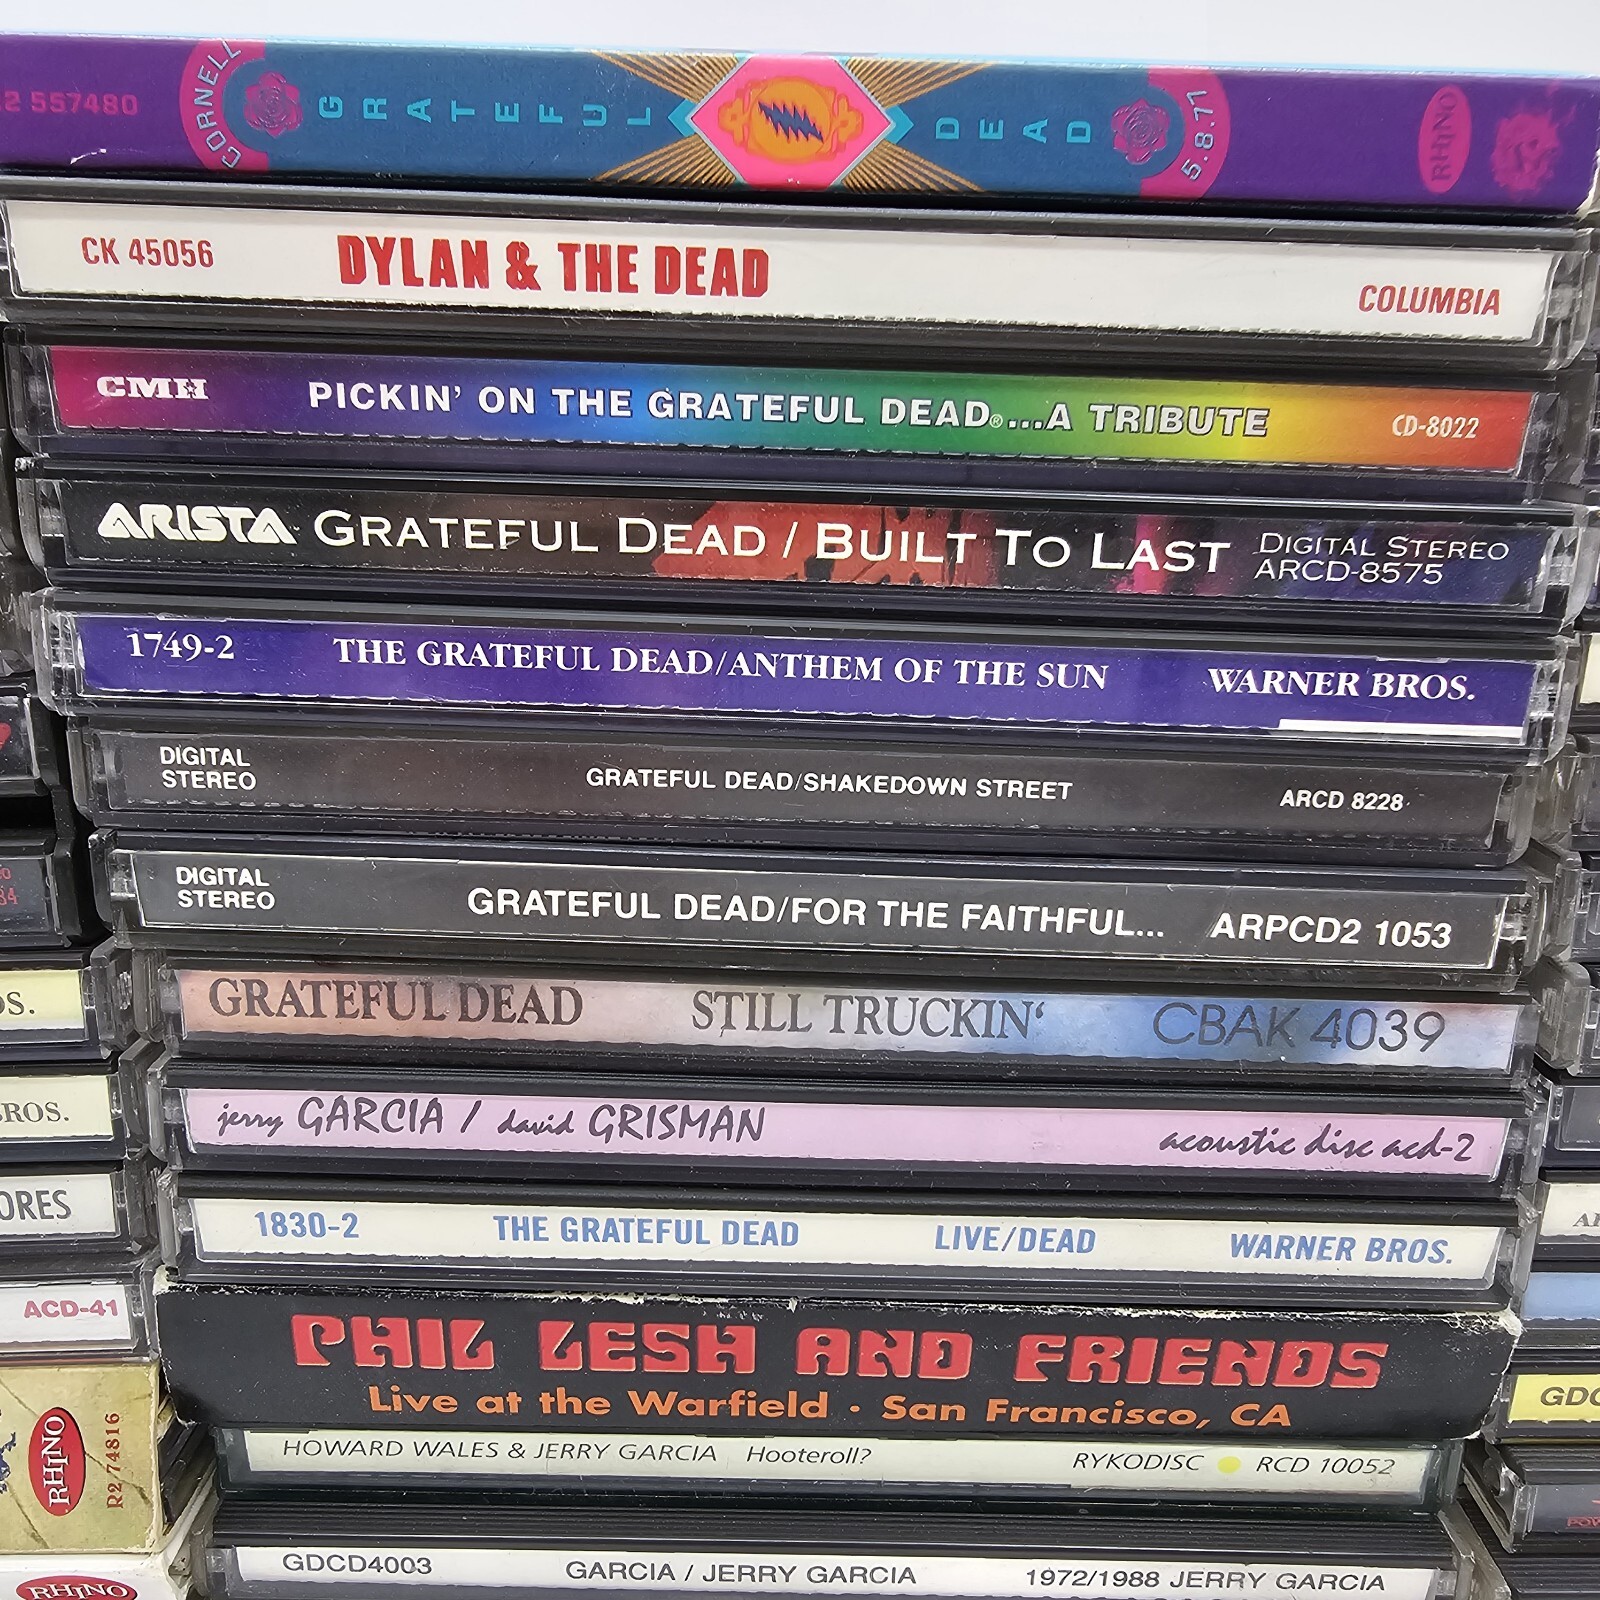 2 557480 CORNELL GRATEFUL DEAD 5.8.77 RHINO
CK 45056 DYLAN & THE DEAD COLUMBIA
CMH PICKIN' ON THE GRATEFUL DEAD®...A TRIBUTE CD-8022
ARISTA GRATEFUL DEAD / BUILT TO LAST DIGITAL STEREO
ARCD-8575
1749-2 THE GRATEFUL DEAD/ANTHEM OF THE SUN WARNER BROS.
DIGITAL
STEREO GRATEFUL DEAD/SHAKEDOWN STREET ARCD 8228
DIGITAL
STEREO GRATEFUL DEAD/FOR THE FAITHFUL... ARPCD2 1053
GRATEFUL DEAD STILL TRUCKIN' CBAK 4039
jerry GARCIA / david GRISMAN acoustic disc acd-2
1830-2 THE GRATEFUL DEAD LIVE/DEAD WARNER BROS.
PHIL LESH AND FRIENDS
Live at the Warfield · San Francisco, CA
HOWARD WALES & JERRY GARCIA Hooteroll? RYKODISC RCD 10052
GDCD4003 GARCIA / JERRY GARCIA 1972/1988 JERRY GARCIA
84
OS.
BROS.
ORES
ACD-41
RHINO R2 74816
RHINO
GDC